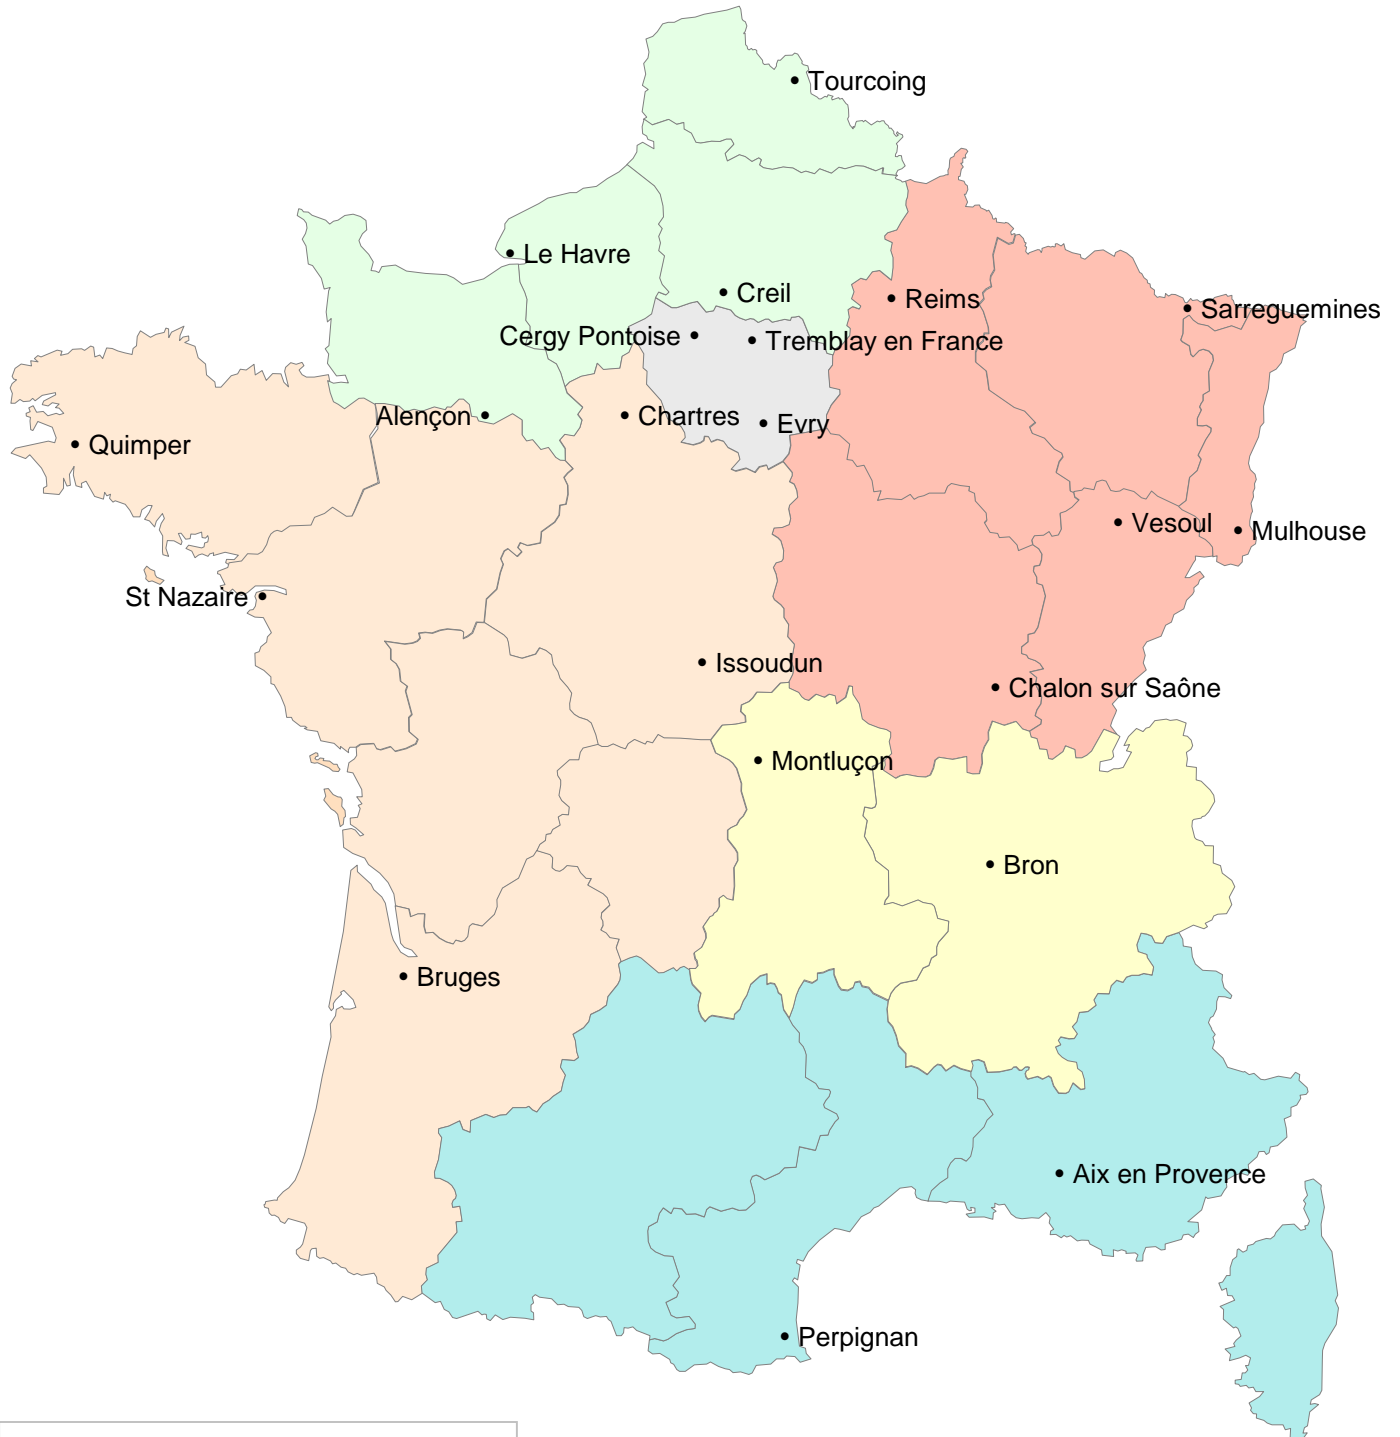 Tourcoing
Le Havre
Creil
Reims
Sarreguemines
Cergy Pontoise
Tremblay en France
Alençon
Chartres
Evry
Quimper
Vesoul
Mulhouse
St Nazaire
Issoudun
Chalon sur Saône
Montluçon
Bron
Bruges
Aix en Provence
Perpignan